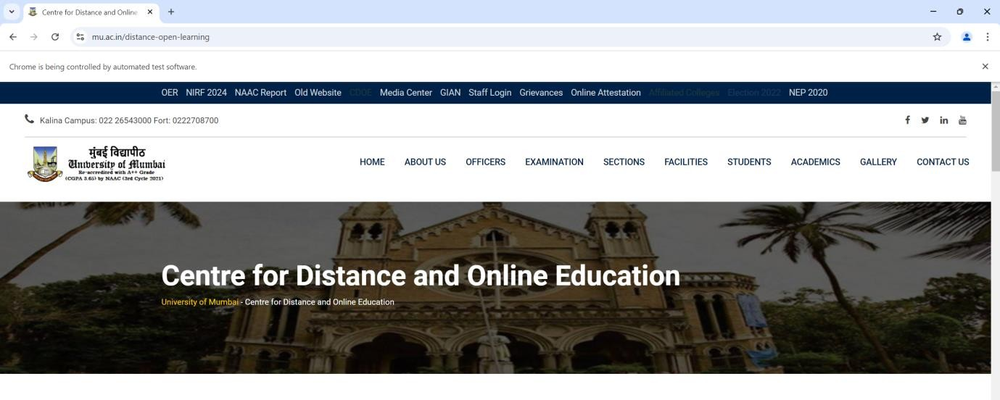 Centre for Distance and Online
mu.ac.in/distance-open-learning
Chrome is being controlled by automated test software.
OER NIRF 2024 NAAC Report Old Website CDOE Media Center GIAN Staff Login Grievances Online Attestation Affiliated Colleges Election 2022 NEP 2020
Kalina Campus: 022 26543000 Fort: 0222708700
मुंबई विद्यापीठ
University of Mumbai
Re-accredited with A++ Grade
(CGPA 3.65) by NAAC (3rd Cycle 2021)
HOME ABOUT US OFFICERS EXAMINATION SECTIONS FACILITIES STUDENTS ACADEMICS GALLERY CONTACT US
Centre for Distance and Online Education
University of Mumbai - Centre for Distance and Online Education